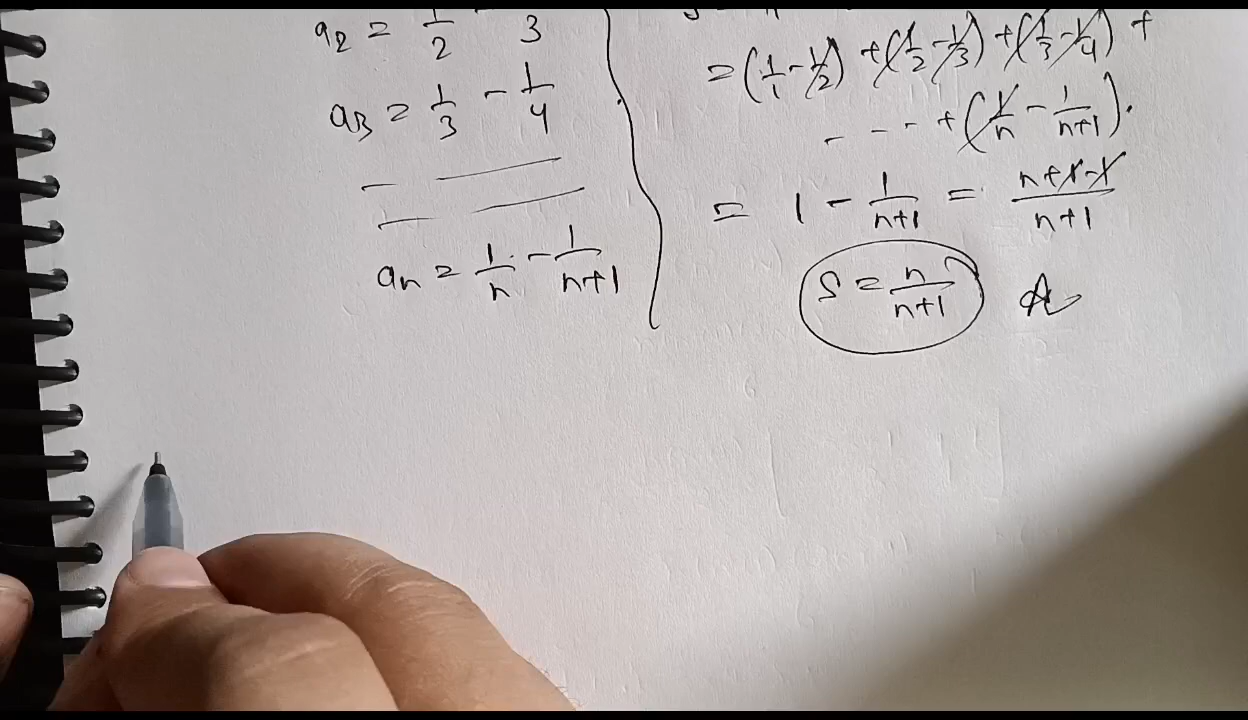 a2 = 1/2 - 1/3
a3 = 1/3 - 1/4
an = 1/n - 1/n+1
= (1/1 - 1/2) + (1/2 - 1/3) + (1/3 - 1/4) +
- - - + (1/n - 1/n+1).
= 1 - 1/n+1 = n+1-1/n+1
S = n/n+1